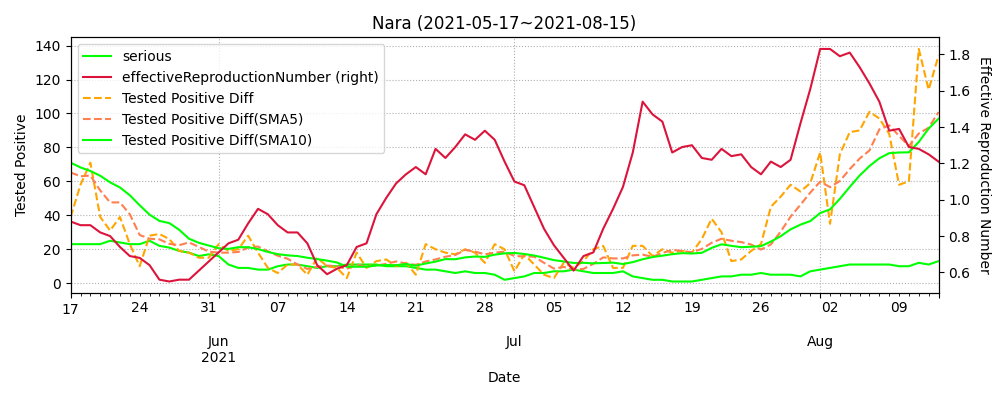 Nara (2021-05-17~2021-08-15)
serious
effectiveReproductionNumber (right)
Tested Positive Diff
Tested Positive Diff(SMA5)
Tested Positive Diff(SMA10)
Tested Positive
140
120
100
80
60
40
20
0
1.8
1.6
1.4
1.2
1.0
0.8
0.6
Effective Reproduction Number
17 24 31 07 14 21 28 05 12 19 26 02 09
Jun Jul Aug
2021
Date